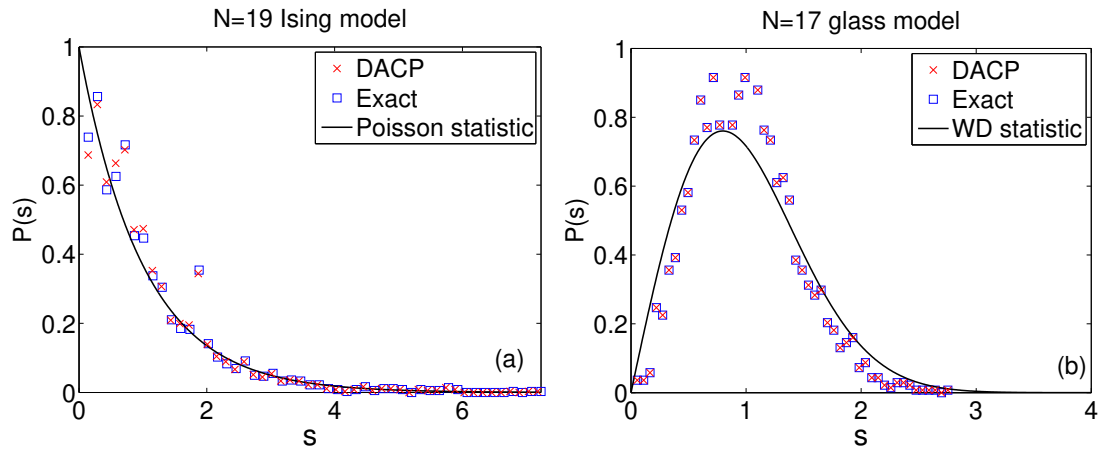 N=19 Ising model
1
0.8
0.6
0.4
0.2
0
P(s)
× DACP
□ Exact
Poisson statistic
(a)
0 2 4 6
s
N=17 glass model
1
0.8
0.6
0.4
0.2
0
P(s)
× DACP
□ Exact
WD statistic
(b)
0 1 2 3 4
s